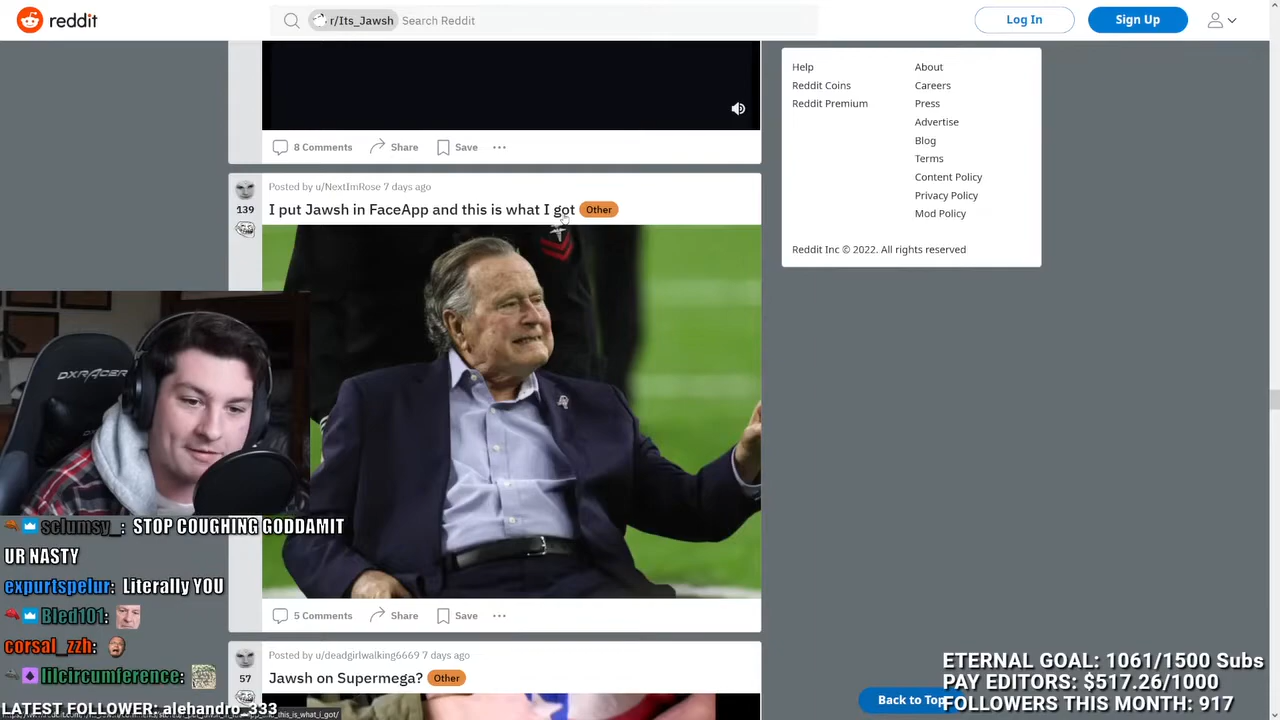 reddit
r/Its_Jawsh Search Reddit
Log In
Sign Up
8 Comments Share Save
Help
Reddit Coins
Reddit Premium
About
Careers
Press
Advertise
Blog
Terms
Content Policy
Privacy Policy
Mod Policy
Reddit Inc © 2022. All rights reserved
139
Posted by u/NextImRose 7 days ago
I put Jawsh in FaceApp and this is what I got Other
DXRACER
5 Comments Share Save
57
Posted by u/deadgirlwalking6669 7 days ago
Jawsh on Supermega? Other
sclumsy_: STOP COUGHING GODDAMIT
UR NASTY
expurtspelur: Literally YOU
Bled101:
corsal_zzh:
lilcircumference:
LATEST FOLLOWER: alehandro_333
Back to Top
ETERNAL GOAL: 1061/1500 Subs
PAY EDITORS: $517.26/1000
FOLLOWERS THIS MONTH: 917